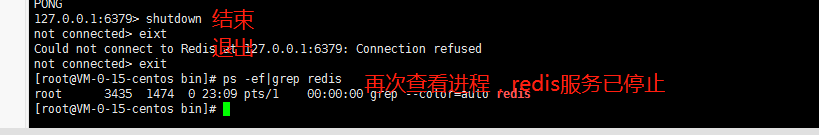 PONG
127.0.0.1:6379> shutdown 结束
not connected> eixt
Could not connect to Redis at 127.0.0.1:6379: Connection refused
退出
not connected> exit
[root@VM-0-15-centos bin]# ps -ef|grep redis
再次查看进程，redis服务已停止
root      3435  1474  0 23:09 pts/1    00:00:00 grep --color=auto redis
[root@VM-0-15-centos bin]#